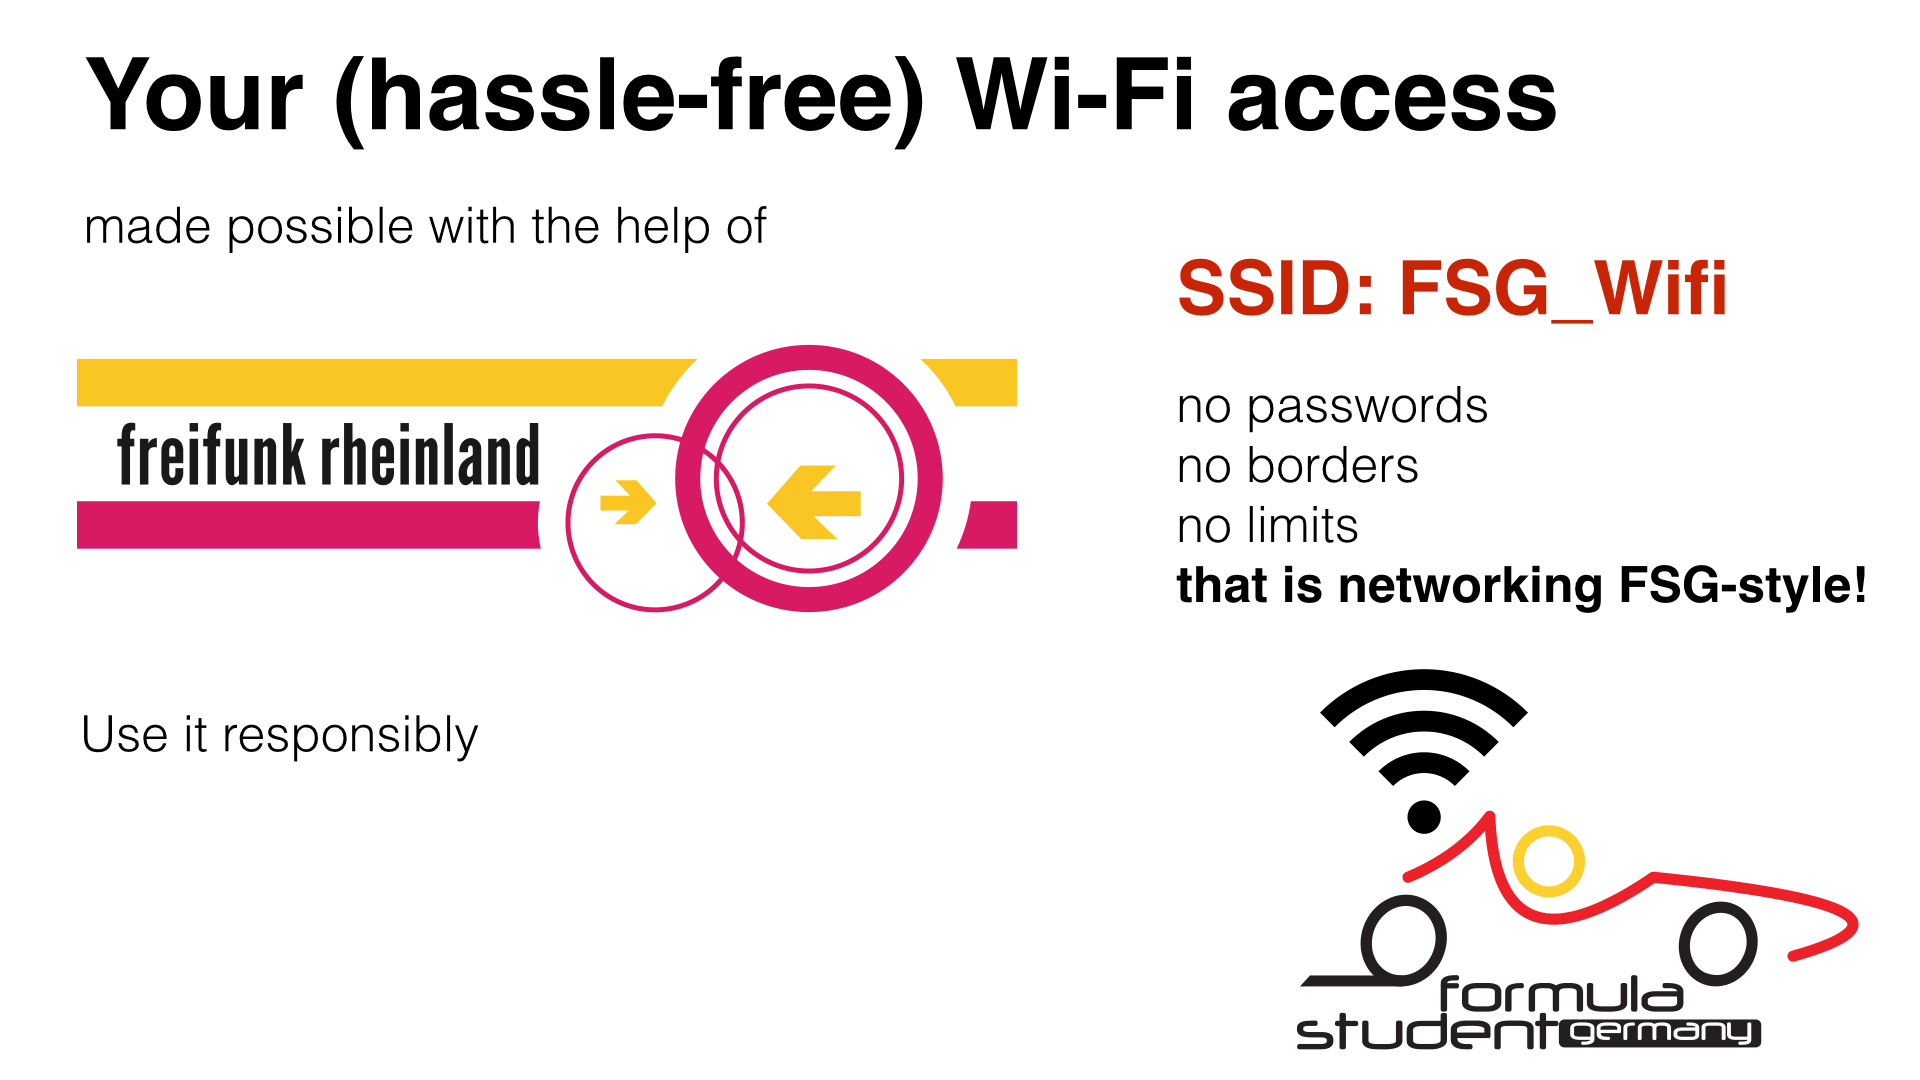 Your (hassle-free) Wi-Fi access
made possible with the help of
freifunk rheinland
Use it responsibly
SSID: FSG_Wifi
no passwords
no borders
no limits
that is networking FSG-style!
formula
student germany